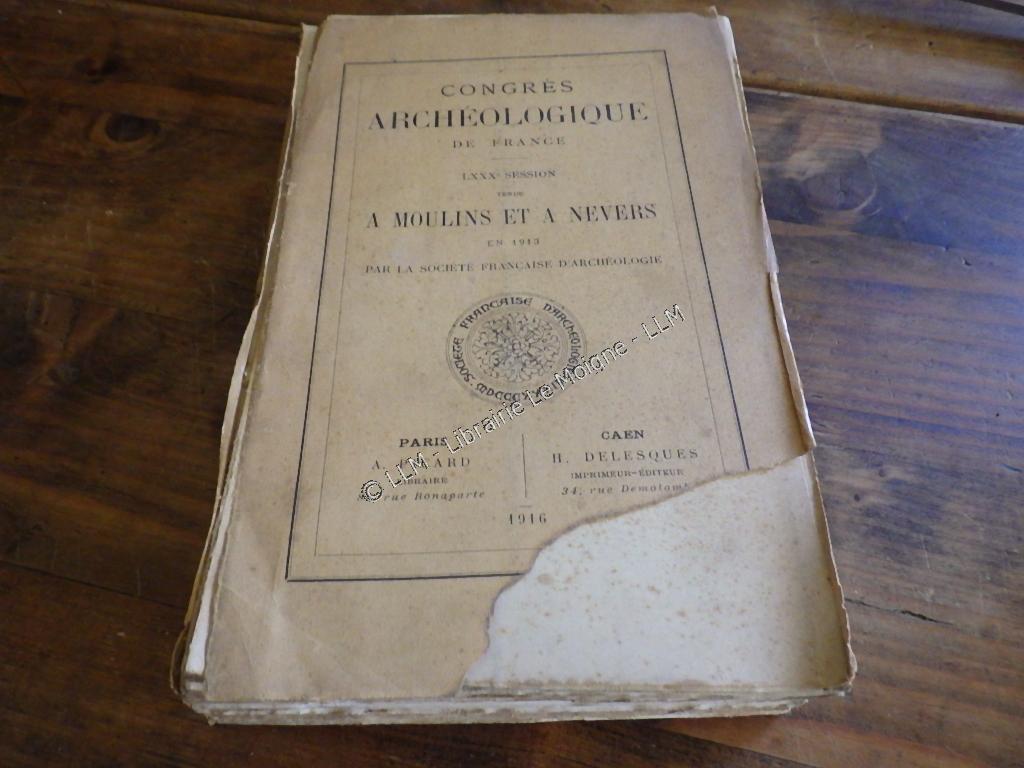 CONGRÈS
ARCHÉOLOGIQUE
DE FRANCE
LXXXe SESSION
TENUE
A MOULINS ET A NEVERS
EN 1913
PAR LA SOCIÉTÉ FRANÇAISE D'ARCHÉOLOGIE
SOCIÉTÉ FRANÇAISE D'ARCHÉOLOGIE
© LLM - Librairie Le Moigne - LLM
PARIS
A.
LIBRAIRE
rue Bonaparte
CAEN
H. DELESQUES
IMPRIMEUR-ÉDITEUR
34, rue
1916